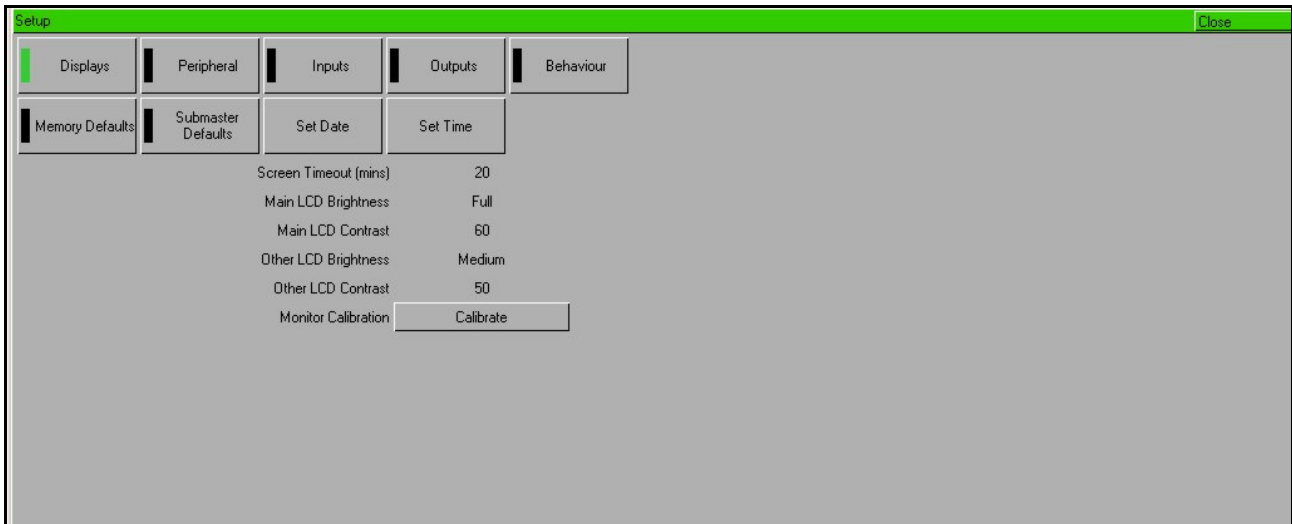 Setup Close
Displays Peripheral Inputs Outputs Behaviour
Memory Defaults Submaster Defaults Set Date Set Time
Screen Timeout (mins) 20
Main LCD Brightness Full
Main LCD Contrast 60
Other LCD Brightness Medium
Other LCD Contrast 50
Monitor Calibration Calibrate